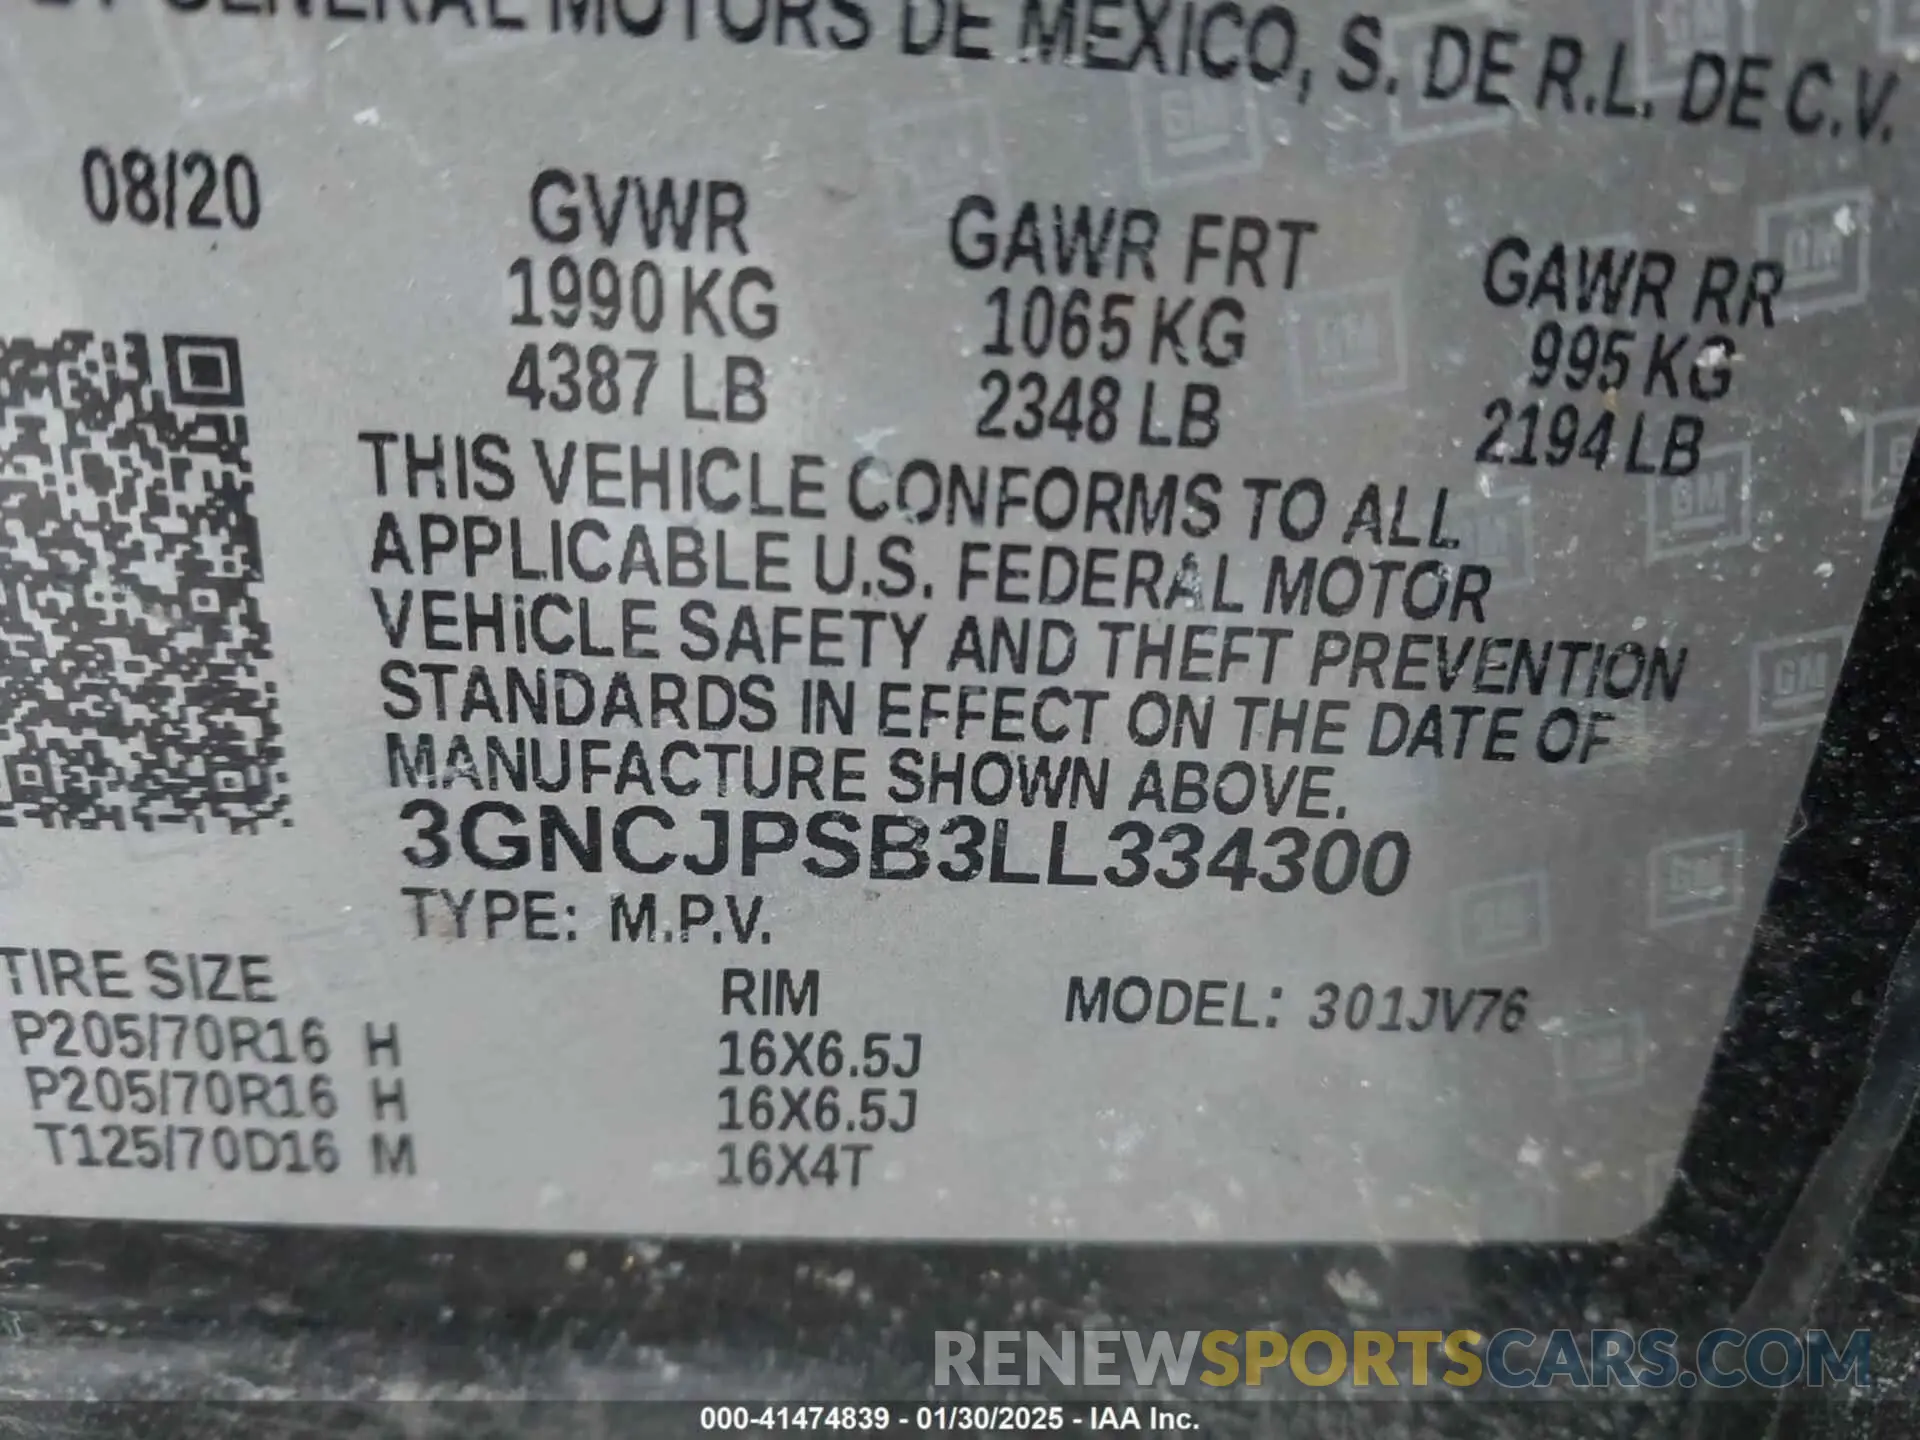 BY GENERAL MOTORS DE MEXICO, S. DE R.L. DE C.V.
08/20 GVWR GAWR FRT GAWR RR
1990 KG 1065 KG 995 KG
4387 LB 2348 LB 2194 LB
THIS VEHICLE CONFORMS TO ALL
APPLICABLE U.S. FEDERAL MOTOR
VEHICLE SAFETY AND THEFT PREVENTION
STANDARDS IN EFFECT ON THE DATE OF
MANUFACTURE SHOWN ABOVE.
3GNCJPSB3LL334300
TYPE: M.P.V.
TIRE SIZE RIM MODEL: 301JV76
P205/70R16 H 16X6.5J
P205/70R16 H 16X6.5J
T125/70D16 M 16X4T
RENEWSPORTSCARS.COM
000-41474839 - 01/30/2025 - IAA Inc.